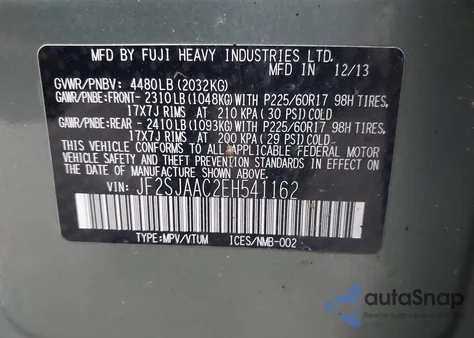 MFD. BY FUJI HEAVY INDUSTRIES LTD.
MFD IN 12/13
GVWR/PNBV: 4480LB (2032KG)
GAWR/PNBE:FRONT- 2310LB (1048KG) WITH P225/60R17 98H TIRES,
17X7J RIMS AT 210 KPA (30 PSI) COLD
GAWR/PNBE:REAR -2410LB (1093KG) WITH P225/60R17 98H TIRES,
17X7J RIMS AT 200 KPA (29 PSI) COLD
THIS VEHICLE CONFORMS TO ALL APPLICABLE FEDERAL MOTOR
VEHICLE SAFETY, BUMPER, AND THEFT PREVENTION STANDARDS
IN EFFECT ON THE DATE OF MANUFACTURE SHOWN ABOVE.
VIN: JF2SJAAC2EH541162
TYPE:MPV/VTUM ICES/NMB-002
autoSnap